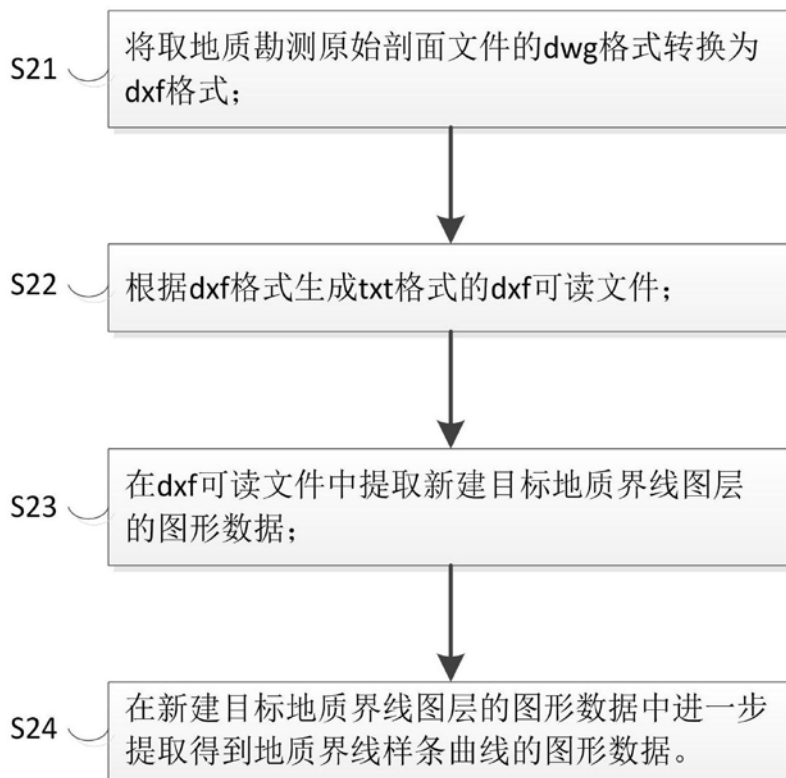 S21
将取地质勘测原始剖面文件的dwg格式转换为
dxf格式；
S22
根据dxf格式生成txt格式的dxf可读文件；
S23
在dxf可读文件中提取新建目标地质界线图层
的图形数据；
S24
在新建目标地质界线图层的图形数据中进一步
提取得到地质界线样条曲线的图形数据。